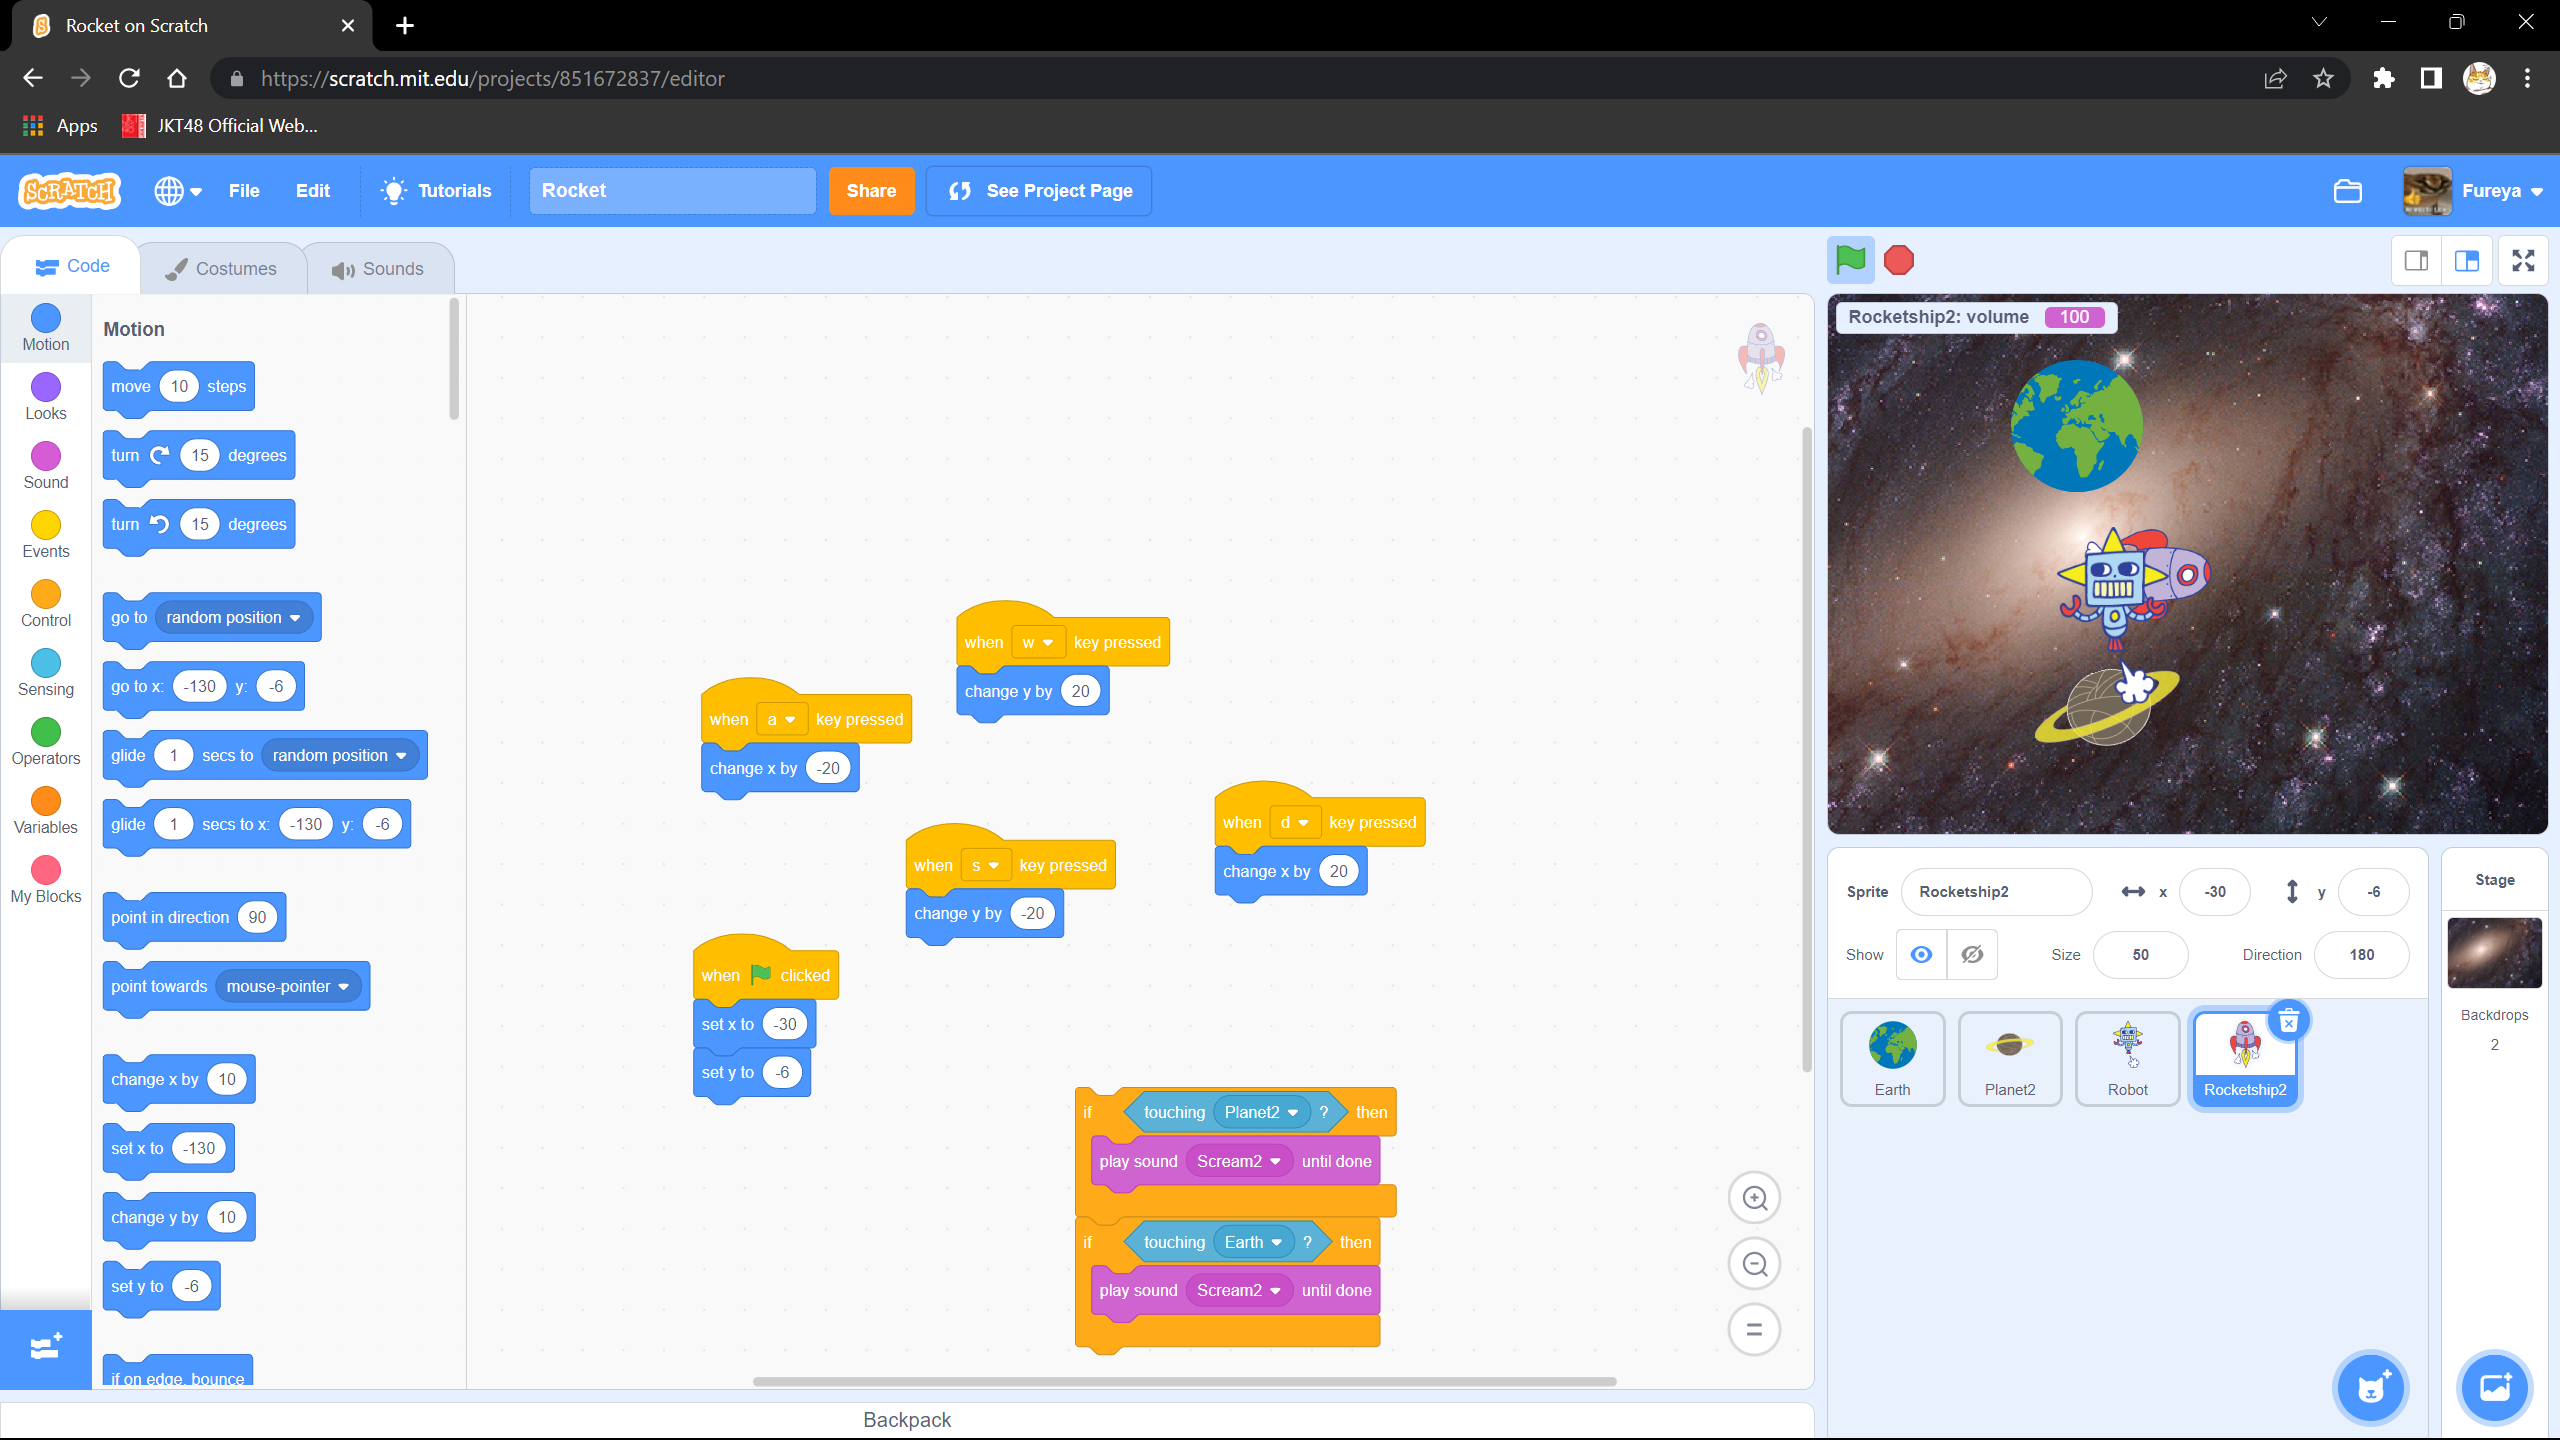 Rocket on Scratch
https://scratch.mit.edu/projects/851672837/editor
Apps
JKT48 Official Web...
SCRATCH
File
Edit
Tutorials
Rocket
Share
See Project Page
Fureya
Code
Costumes
Sounds
Motion
Looks
Sound
Events
Control
Sensing
Operators
Variables
My Blocks
Motion
move 10 steps
turn 15 degrees
turn 15 degrees
go to random position
go to x: -130 y: -6
glide 1 secs to random position
glide 1 secs to x: -130 y: -6
point in direction 90
point towards mouse-pointer
change x by 10
set x to -130
change y by 10
set y to -6
if on edge, bounce
when w key pressed
change y by 20
when a key pressed
change x by -20
when d key pressed
change x by 20
when s key pressed
change y by -20
when clicked
set x to -30
set y to -6
if touching Planet2 ? then
play sound Scream2 until done
if touching Earth ? then
play sound Scream2 until done
Backpack
Rocketship2: volume 100
Sprite Rocketship2 x -30 y -6
Show Size 50 Direction 180
Earth
Planet2
Robot
Rocketship2
Stage
Backdrops
2